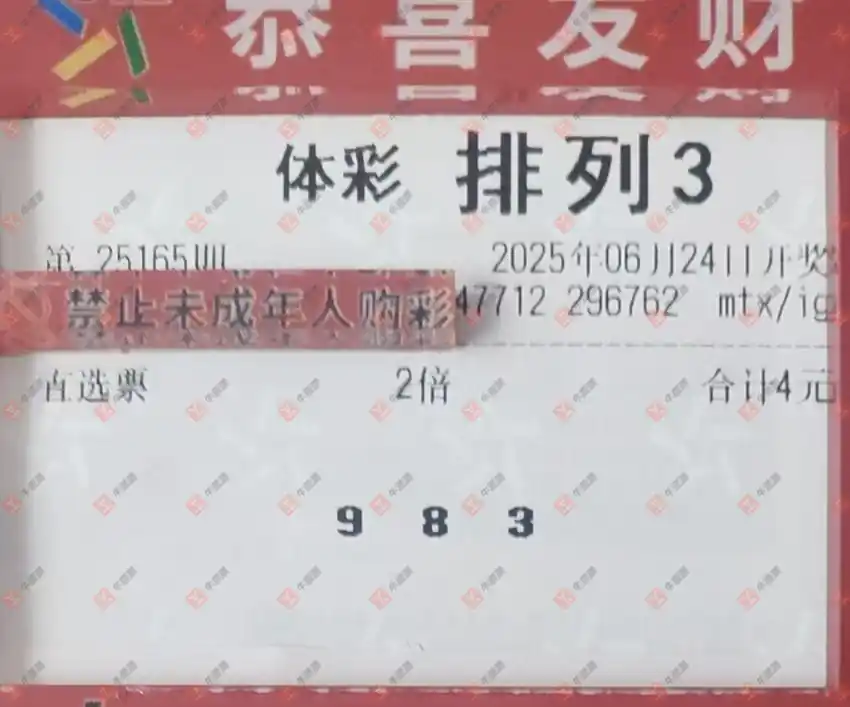 恭喜发财
体彩 排列3
第 25165期 2025年06月24日开奖
禁止未成年人购彩 47712 296762 mtx/ig
直选票 2倍 合计4元
9 8 3